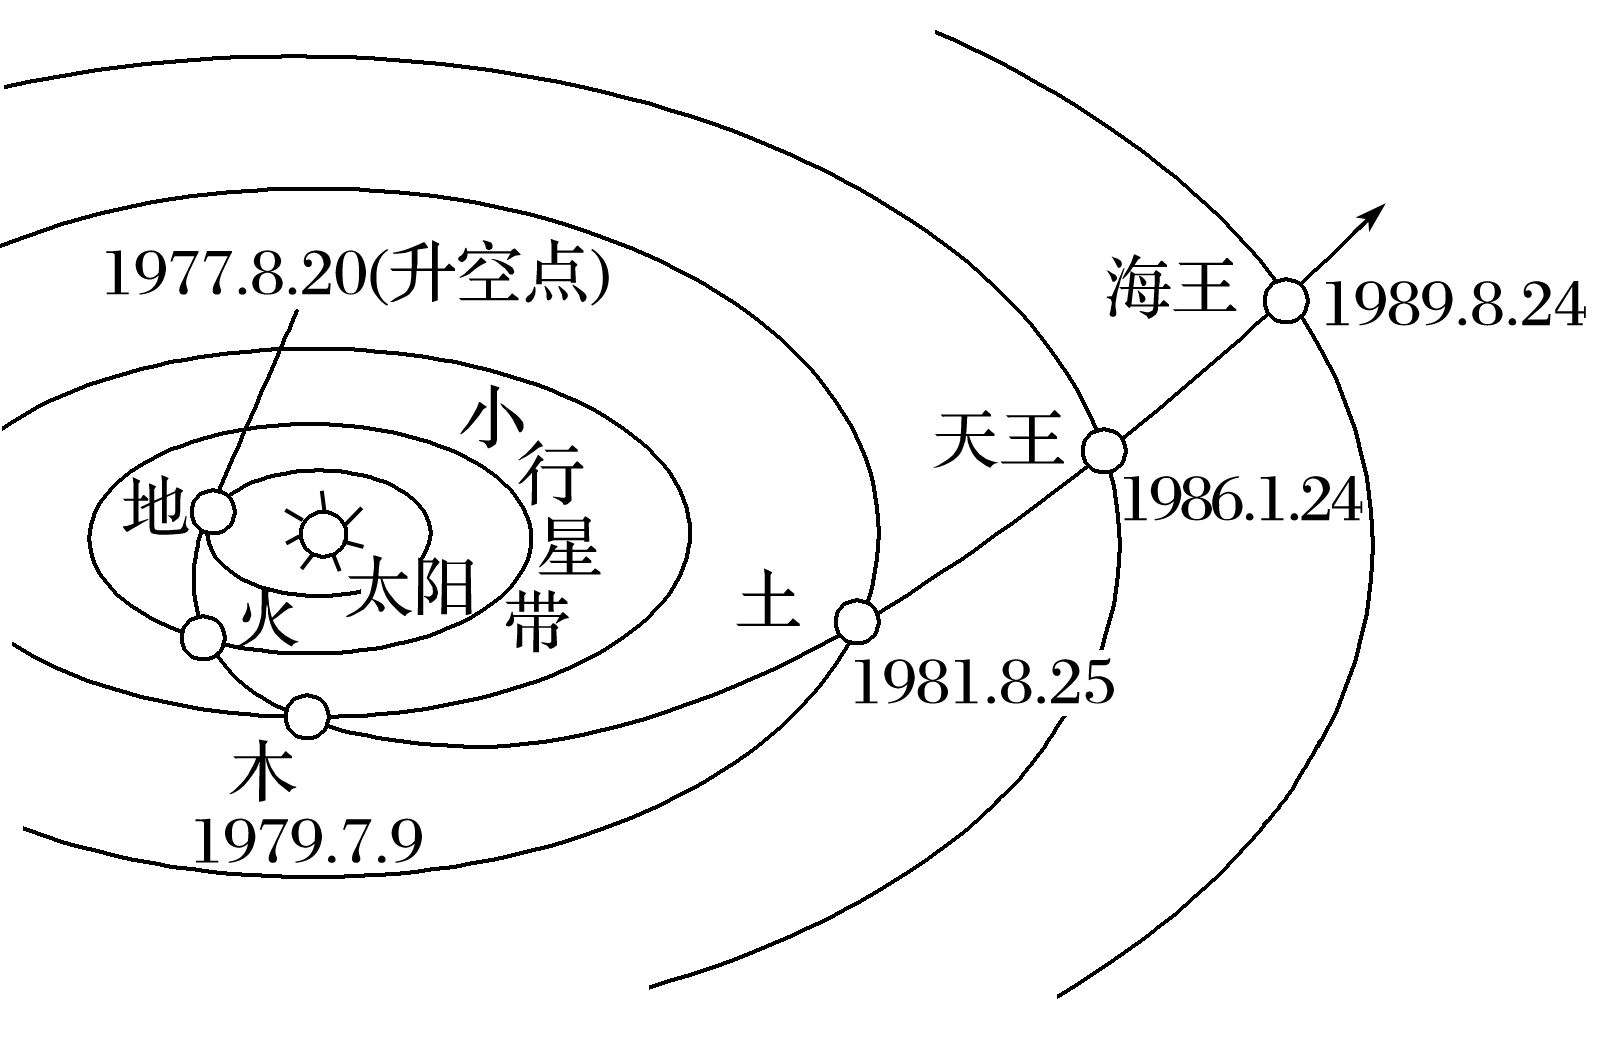 1977.8.20(升空点)
海王
1989.8.24
小
行
星
带
天王
1986.1.24
地
太阳
火
土
1981.8.25
木
1979.7.9